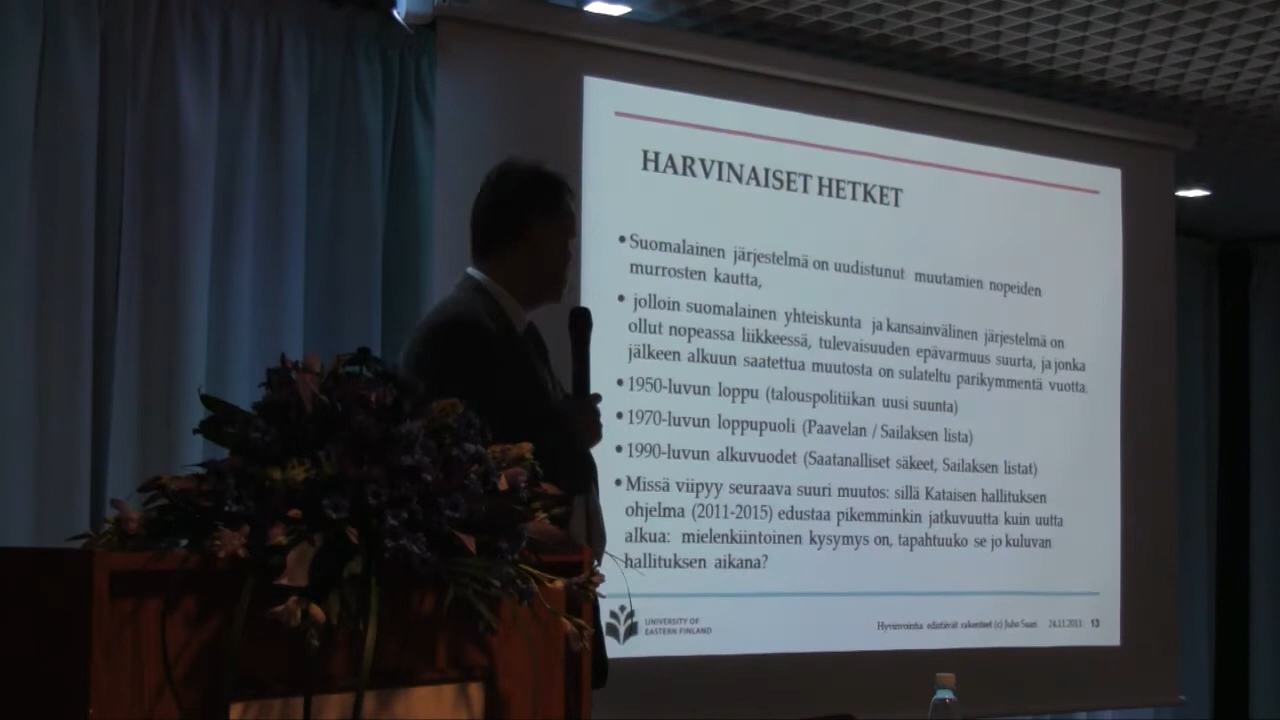 HARVINAISET HETKET
• Suomalainen järjestelmä on uudistunut muutamien nopeiden
murrosten kautta,
• jolloin suomalainen yhteiskunta ja kansainvälinen järjestelmä on
ollut nopeassa liikkeessä, tulevaisuuden epävarmuus suurta, ja jonka
jälkeen alkuun saatettua muutosta on sulateltu parikymmentä vuotta.
• 1950-luvun loppu (talouspolitiikan uusi suunta)
• 1970-luvun loppupuoli (Paavelan / Sailaksen lista)
• 1990-luvun alkuvuodet (Saatanalliset säkeet, Sailaksen listat)
• Missä viipyy seuraava suuri muutos: sillä Kataisen hallituksen
ohjelma (2011-2015) edustaa pikemminkin jatkuvuutta kuin uutta
alkua: mielenkiintoinen kysymys on, tapahtuuko se jo kuluvan
hallituksen aikana?
UNIVERSITY OF
EASTERN FINLAND
Hyvinvointia edistävät rakenteet (c) Juho Saari 24.11.2011 13